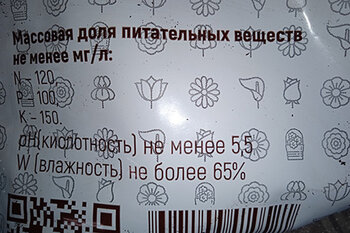 Массовая доля питательных веществ
не менее мг/л:
N – 120.
P – 100.
K – 150.
pH(кислотность) не менее 5,5
W (влажность) не более 65%